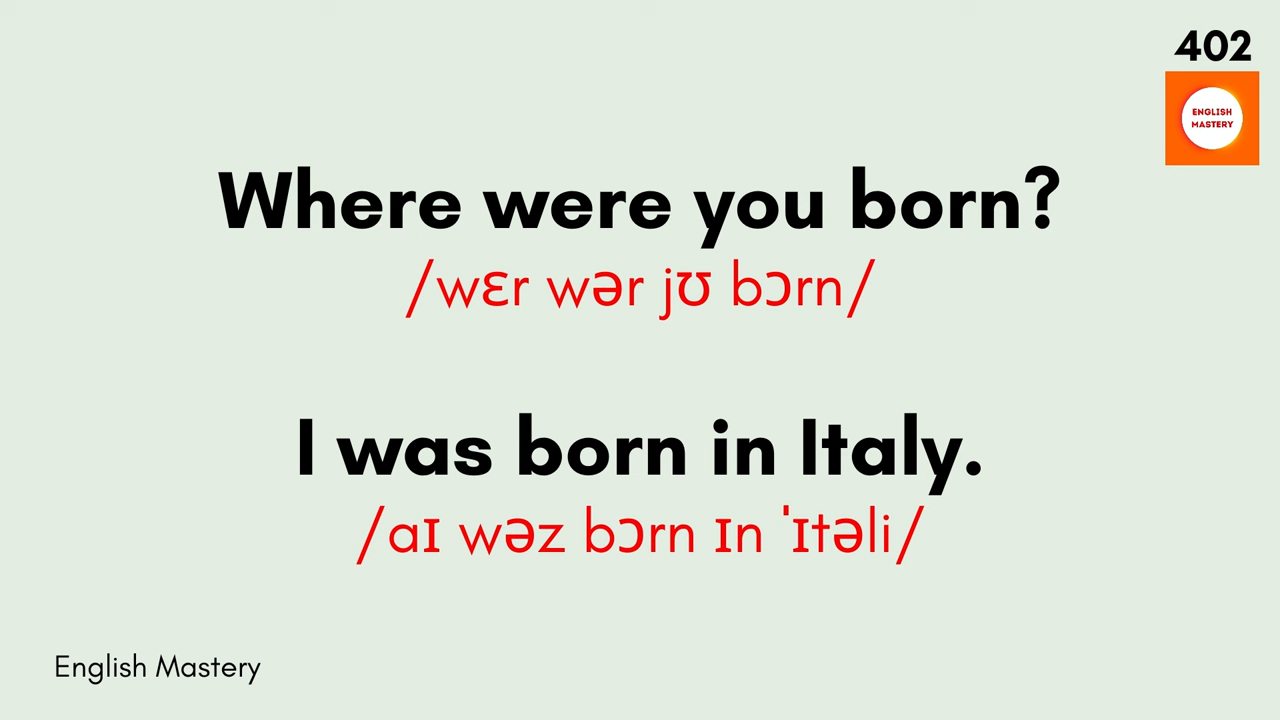 402
ENGLISH
MASTERY
Where were you born?
/wɛr wər jʊ bɔrn/
I was born in Italy.
/aɪ wəz bɔrn ɪn ˈɪtəli/
English Mastery